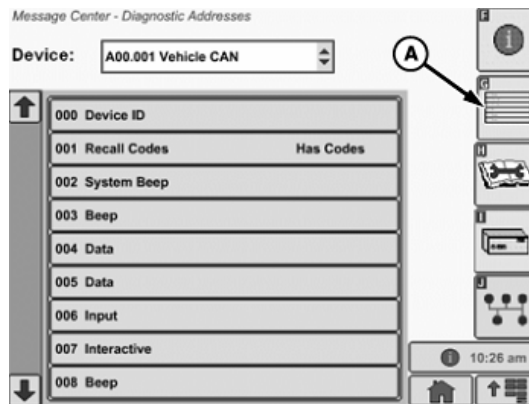 Message Center - Diagnostic Addresses
F
Device: A00.001 Vehicle CAN
A
G
000 Device ID
001 Recall Codes Has Codes
H
002 System Beep
003 Beep
I
004 Data
005 Data
J
006 Input
007 Interactive
10:26 am
008 Beep